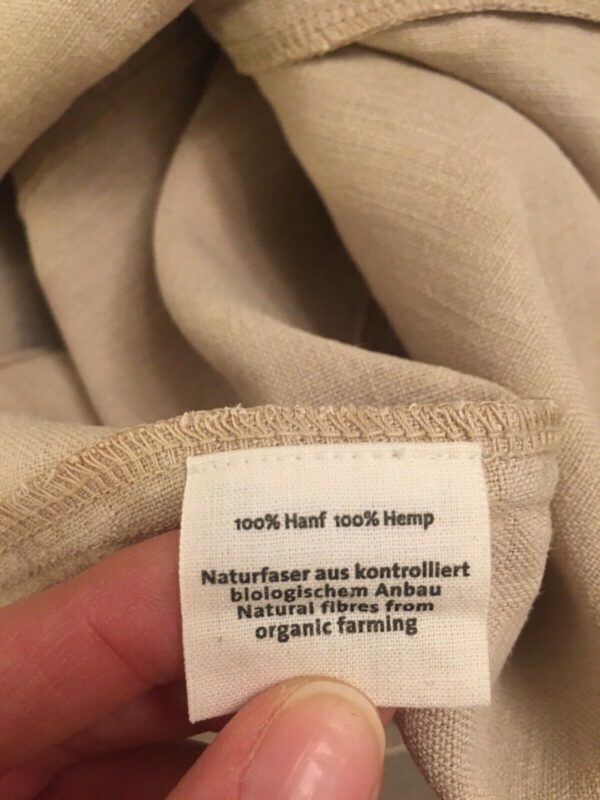 100% Hanf 100% Hemp
Naturfaser aus kontrolliert
biologischem Anbau
Natural fibres from
organic farming